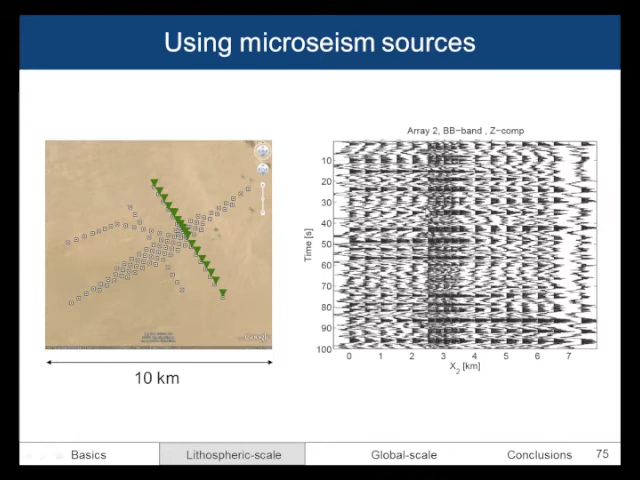 Using microseism sources
Array 2, BB-band , Z-comp
10
20
30
40
50
60
70
80
90
100
Time [s]
0 1 2 3 4 5 6 7
X2 [km]
10 km
Basics Lithospheric-scale Global-scale Conclusions 75